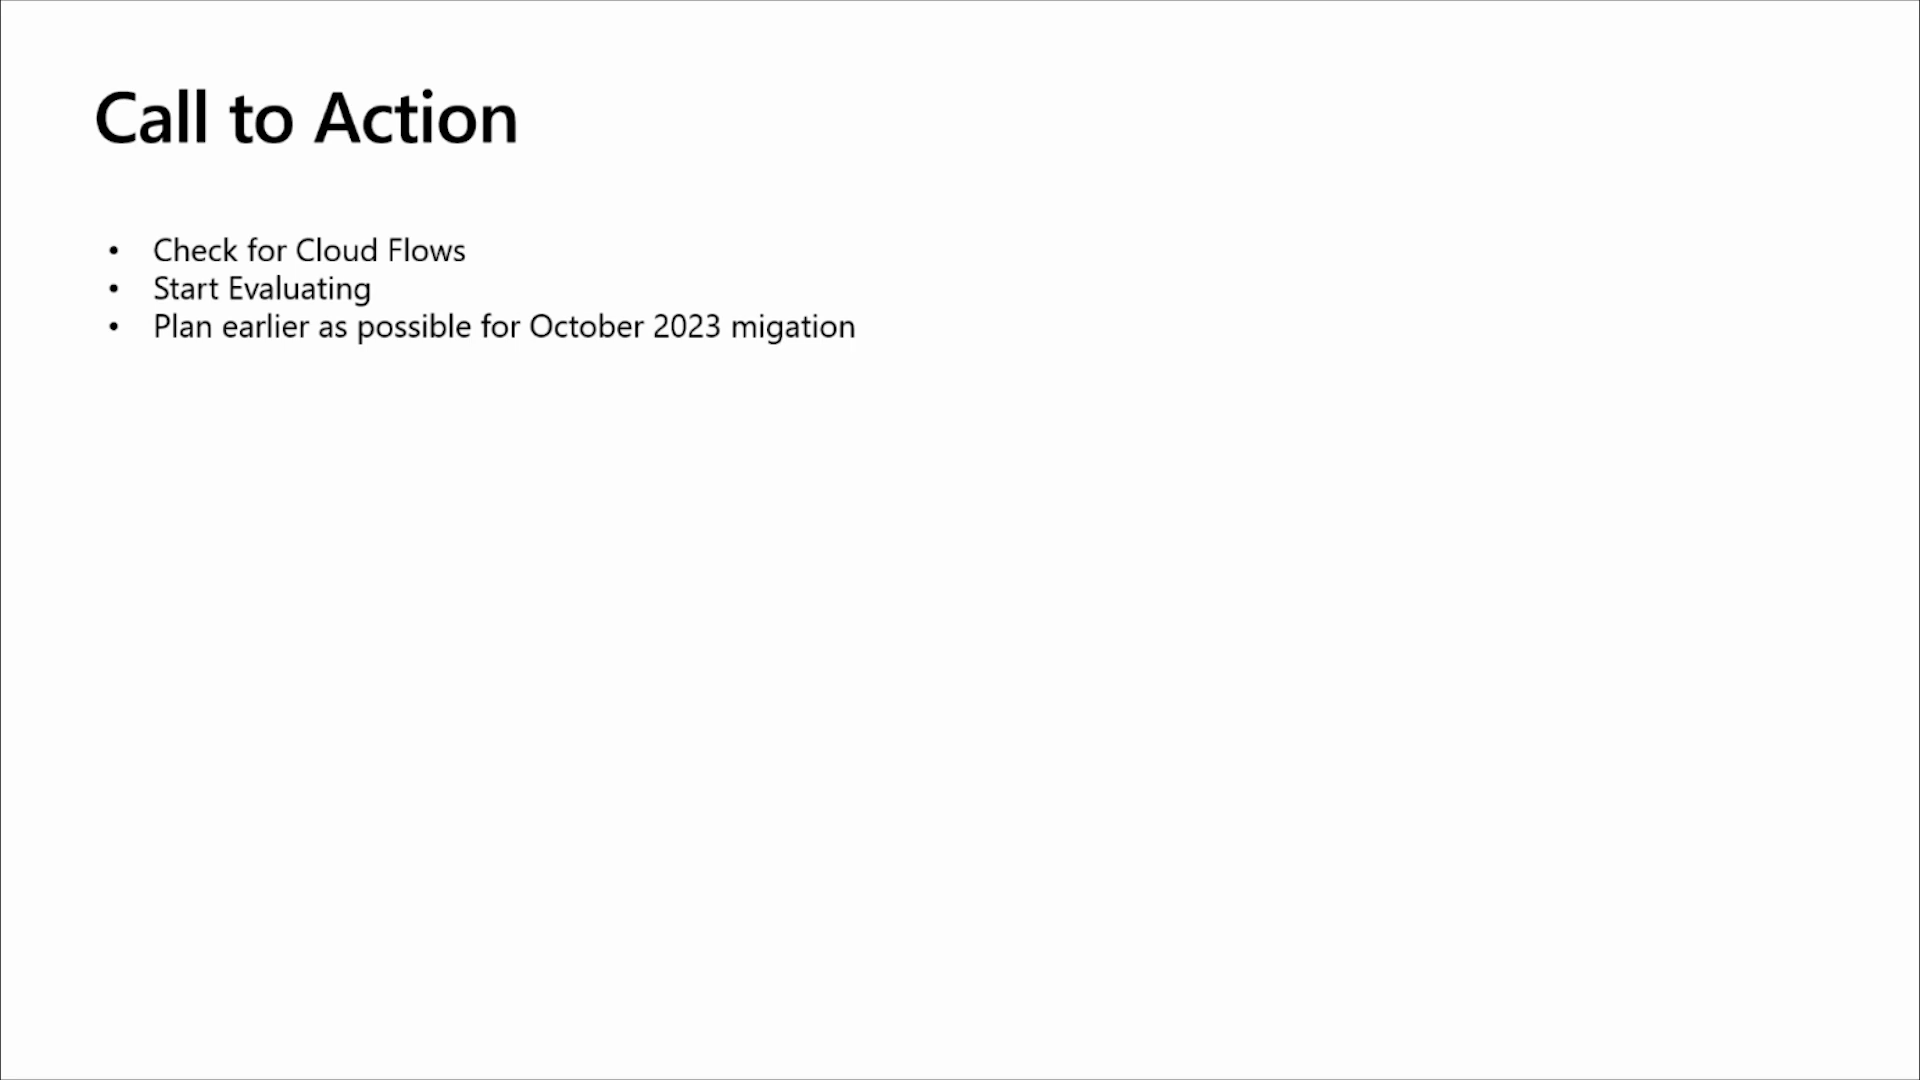 Call to Action
• Check for Cloud Flows
• Start Evaluating
• Plan earlier as possible for October 2023 migation